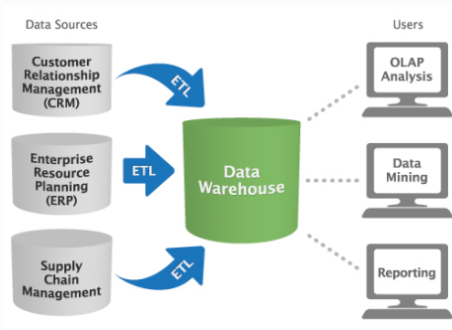 Data Sources
Users
Customer
Relationship
Management
(CRM)
ETL
OLAP
Analysis
Enterprise
Resource
Planning
(ERP)
ETL
Data
Warehouse
Data
Mining
Supply
Chain
Management
ETL
Reporting